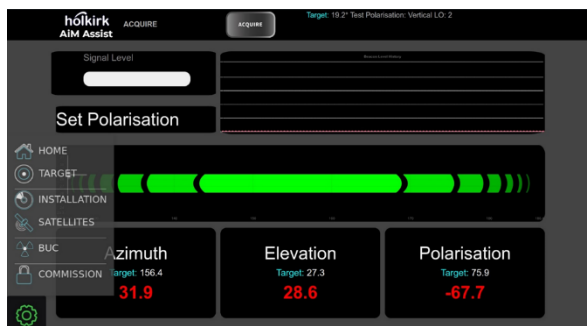 hólkirk
AiM Assist
ACQUIRE
ACQUIRE
Target: 19.2° Test Polarisation: Vertical LO: 2
Signal Level
Set Polarisation
HOME
TARGET
INSTALLATION
SATELLITES
BUC
COMMISSION
Azimuth
Target: 156.4
31.9
Elevation
Target: 27.3
28.6
Polarisation
Target: 75.9
-67.7